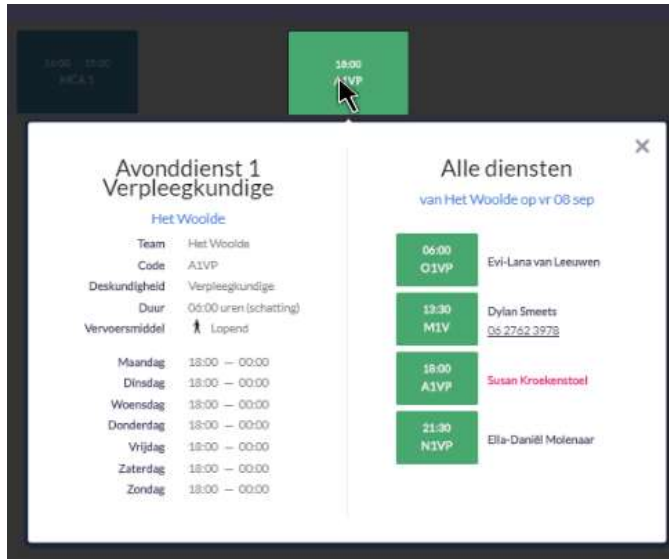 MCA 1
18:00
A1VP
Avonddienst 1
Verpleegkundige
Het Woolde
Team Het Woolde
Code A1VP
Deskundigheid Verpleegkundige
Duur 06:00 uren (schatting)
Vervoersmiddel Lopend
Maandag 18:00 — 00:00
Dinsdag 18:00 — 00:00
Woensdag 18:00 — 00:00
Donderdag 18:00 — 00:00
Vrijdag 18:00 — 00:00
Zaterdag 18:00 — 00:00
Zondag 18:00 — 00:00
Alle diensten
van Het Woolde op vr 08 sep
06:00
O1VP
Evi-Lana van Leeuwen
13:30
M1V
Dylan Smeets
06 2762 3978
18:00
A1VP
Susan Kroekenstoel
21:30
N1VP
Ella-Daniël Molenaar